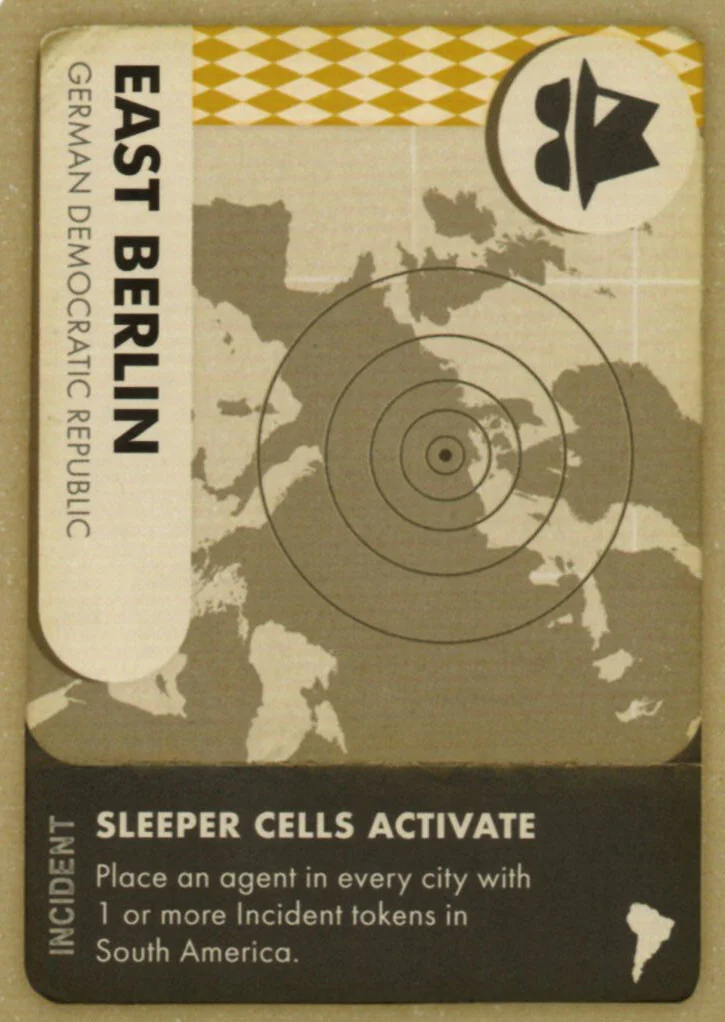 EAST BERLIN
GERMAN DEMOCRATIC REPUBLIC
INCIDENT
SLEEPER CELLS ACTIVATE
Place an agent in every city with
1 or more Incident tokens in
South America.